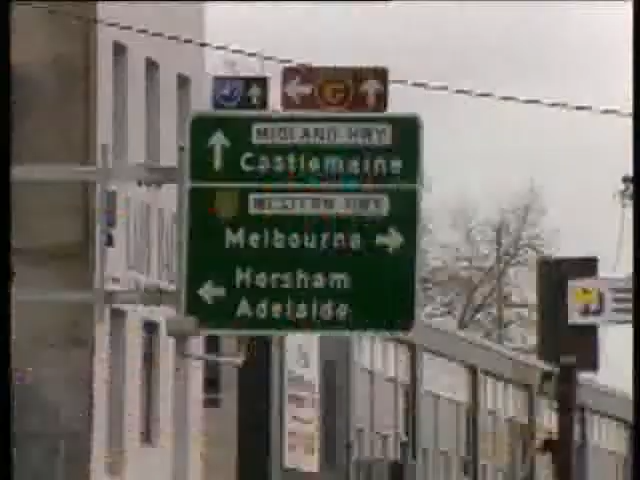 G
MIDLAND HWY
Castlemaine
WESTERN HWY
Melbourne
Horsham
Adelaide